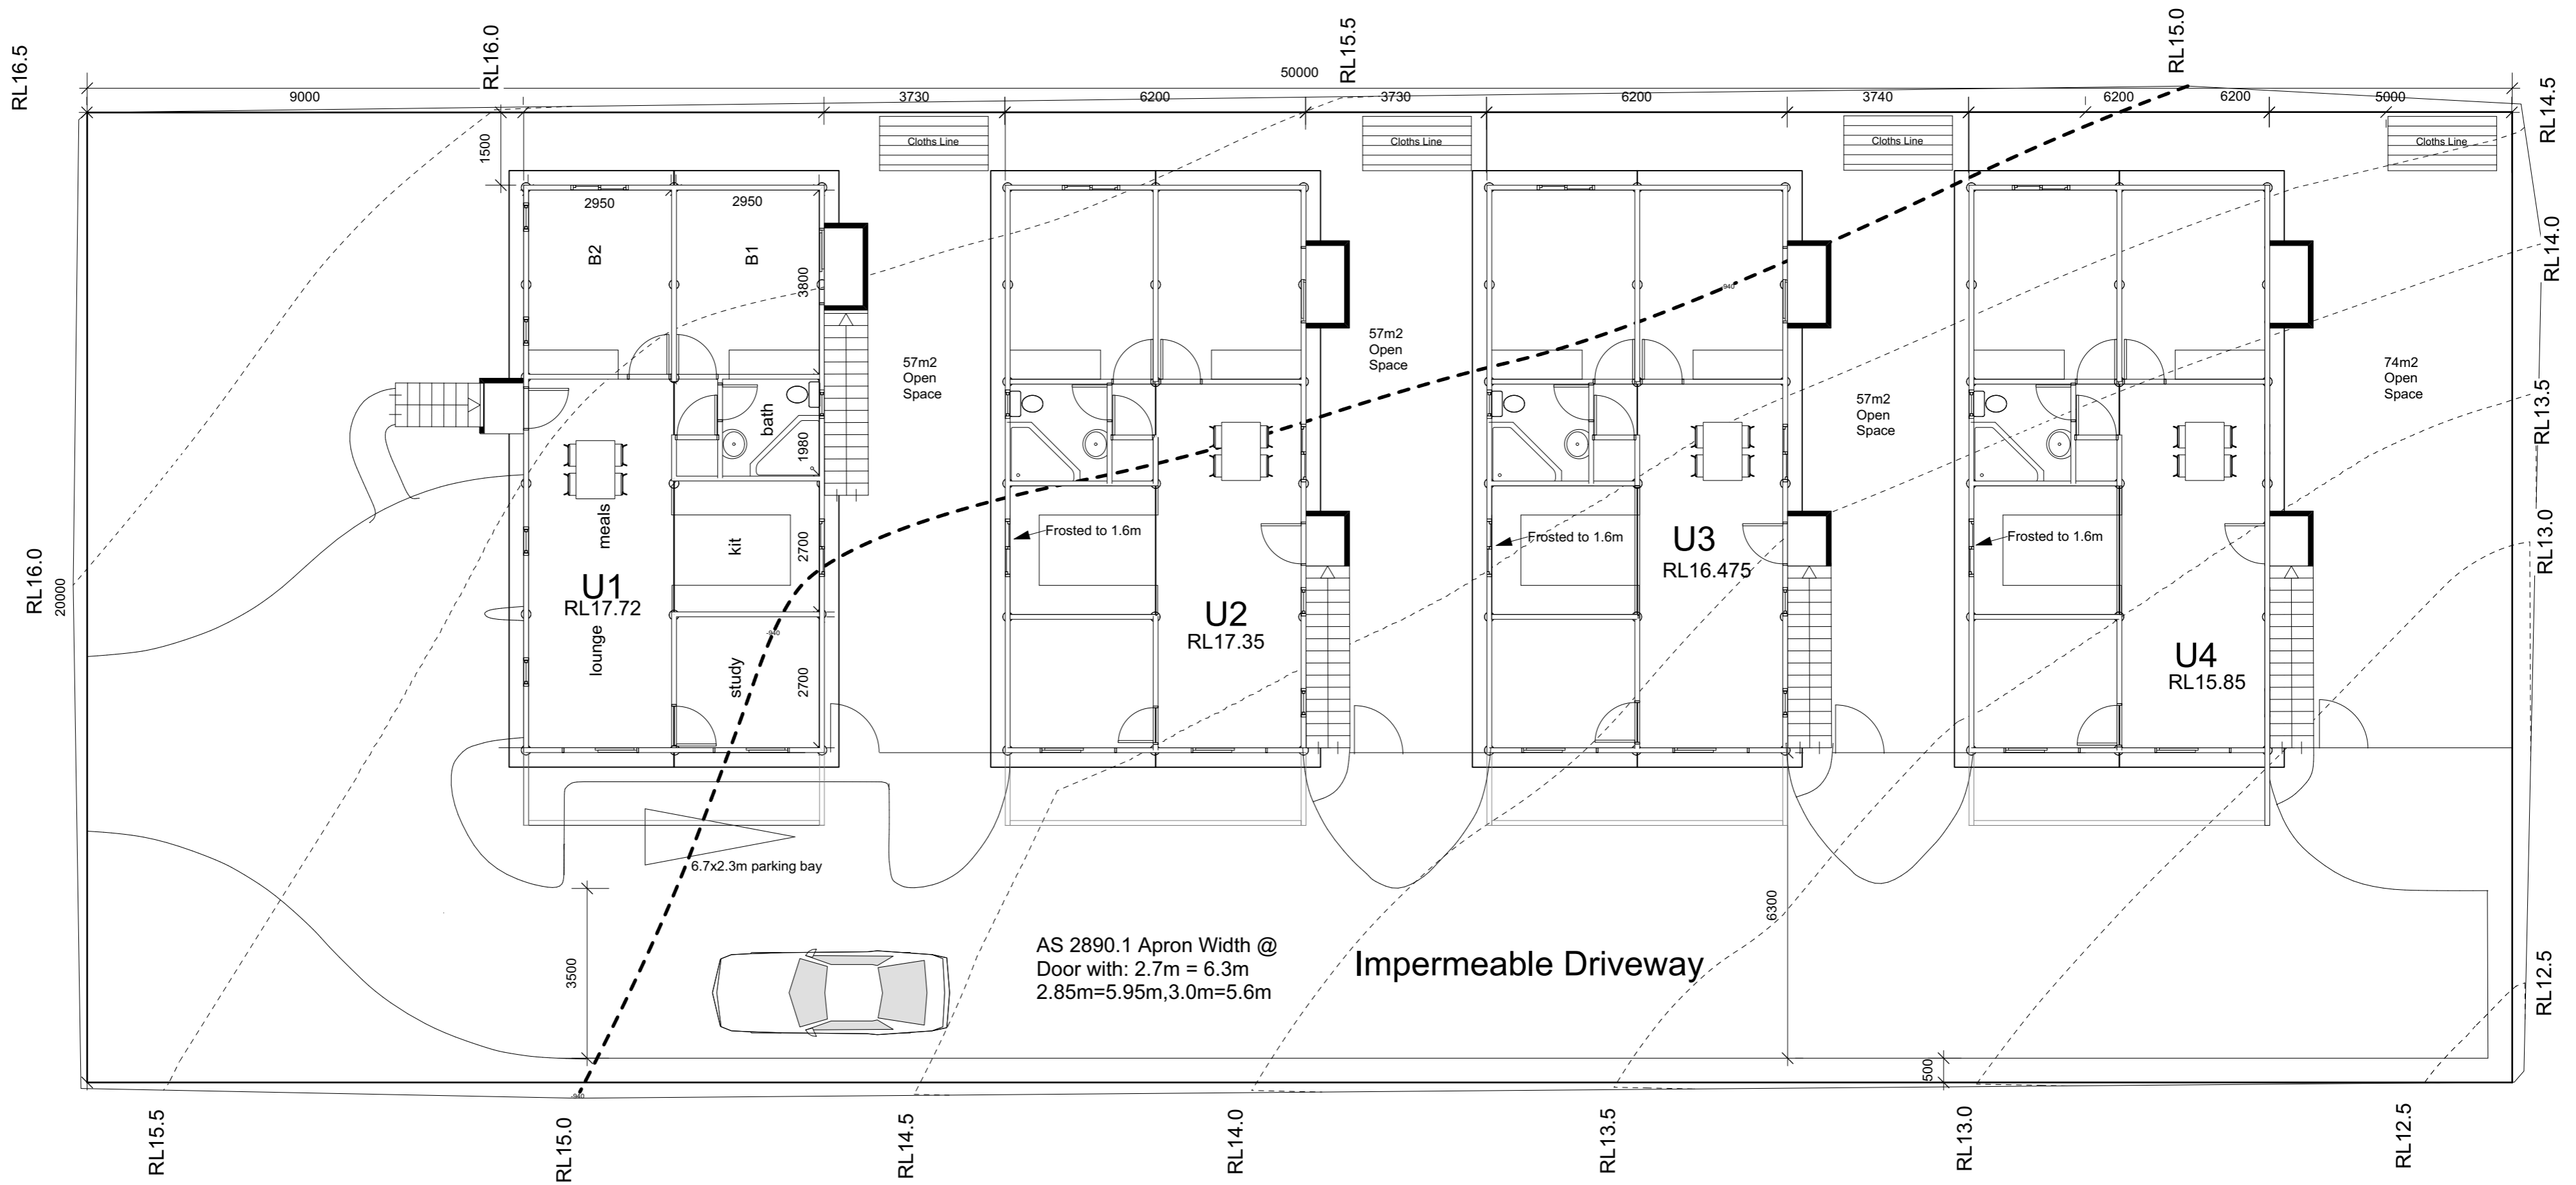 RL16.5
RL16.0
RL15.5
RL15.0
RL14.5
50000
9000
3730
6200
3730
6200
3740
6200
6200
5000
1500
Cloths Line
Cloths Line
Cloths Line
Cloths Line
2950
2950
B2
B1
3800
-940
RL14.0
57m2
Open
Space
57m2
Open
Space
57m2
Open
Space
74m2
Open
Space
RL13.5
bath
1980
meals
kit
2700
Frosted to 1.6m
Frosted to 1.6m
Frosted to 1.6m
RL13.0
RL16.0
20000
U1
RL17.72
U2
RL17.35
U3
RL16.475
U4
RL15.85
-940
lounge
study
2700
6.7x2.3m parking bay
3500
6300
AS 2890.1 Apron Width @
Door with: 2.7m = 6.3m
2.85m=5.95m,3.0m=5.6m
Impermeable Driveway
RL12.5
500
-940
RL15.5
RL15.0
RL14.5
RL14.0
RL13.5
RL13.0
RL12.5